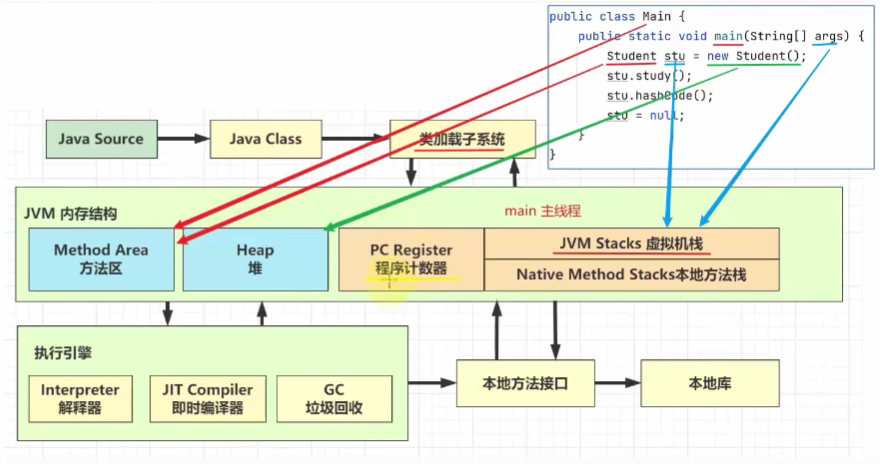 public class Main {
public static void main(String[] args) {
Student stu = new Student();
stu.study();
stu.hashCode();
stu = null;
}
}
Java Source
Java Class
类加载子系统
JVM 内存结构
main 主线程
Method Area
方法区
Heap
堆
PC Register
程序计数器
JVM Stacks 虚拟机栈
Native Method Stacks本地方法栈
执行引擎
Interpreter
解释器
JIT Compiler
即时编译器
GC
垃圾回收
本地方法接口
本地库